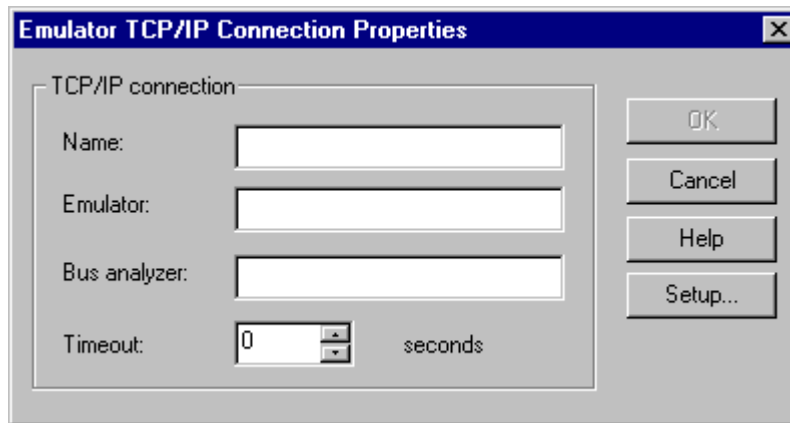 Emulator TCP/IP Connection Properties
TCP/IP connection
Name:
Emulator:
Bus analyzer:
Timeout: 0 seconds
OK
Cancel
Help
Setup...